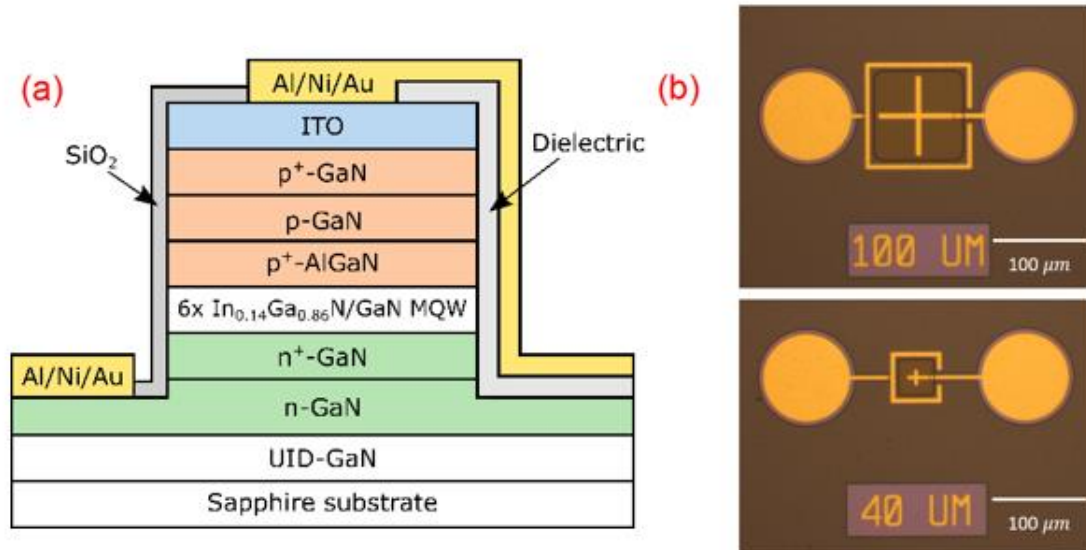 (a)
Al/Ni/Au
ITO
SiO₂
Dielectric
p⁺-GaN
p-GaN
p⁺-AlGaN
6x In₀.₁₄Ga₀.₈₆N/GaN MQW
n⁺-GaN
Al/Ni/Au
n-GaN
UID-GaN
Sapphire substrate
(b)
100 UM
100 μm
40 UM
100 μm